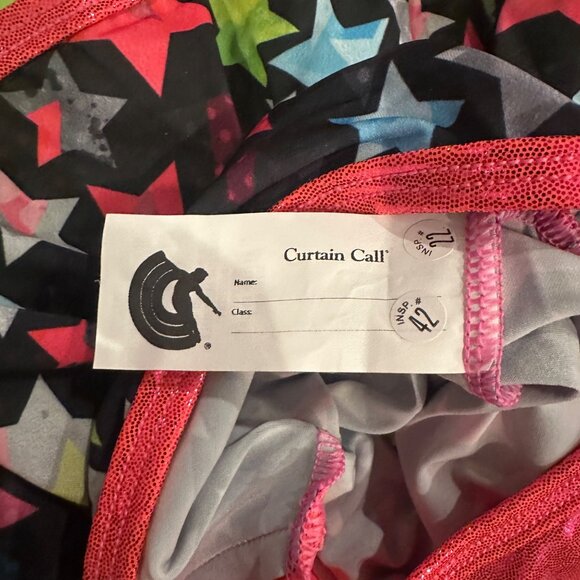 Curtain Call®
Name:
Class:
®
INSP.# 22
INSP.# 42